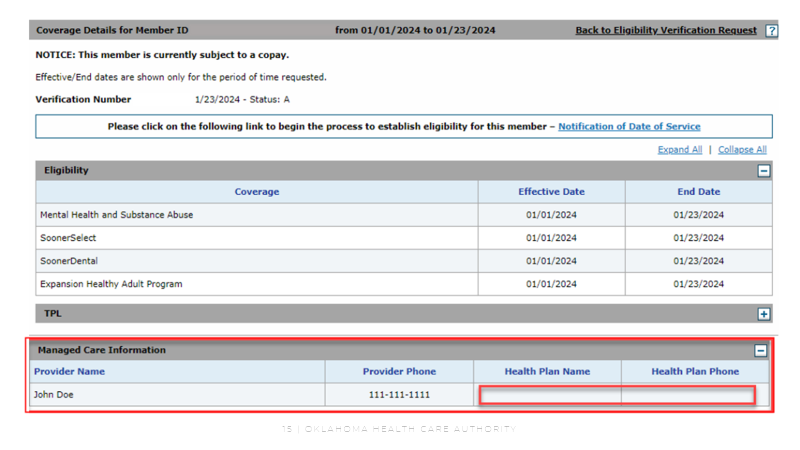 Coverage Details for Member ID from 01/01/2024 to 01/23/2024 Back to Eligibility Verification Request ?
NOTICE: This member is currently subject to a copay.
Effective/End dates are shown only for the period of time requested.
Verification Number 1/23/2024 - Status: A
Please click on the following link to begin the process to establish eligibility for this member – Notification of Date of Service
Expand All | Collapse All
Eligibility
Coverage Effective Date End Date
Mental Health and Substance Abuse 01/01/2024 01/23/2024
SoonerSelect 01/01/2024 01/23/2024
SoonerDental 01/01/2024 01/23/2024
Expansion Healthy Adult Program 01/01/2024 01/23/2024
TPL
Managed Care Information
Provider Name Provider Phone Health Plan Name Health Plan Phone
John Doe 111-111-1111
15 | OKLAHOMA HEALTH CARE AUTHORITY